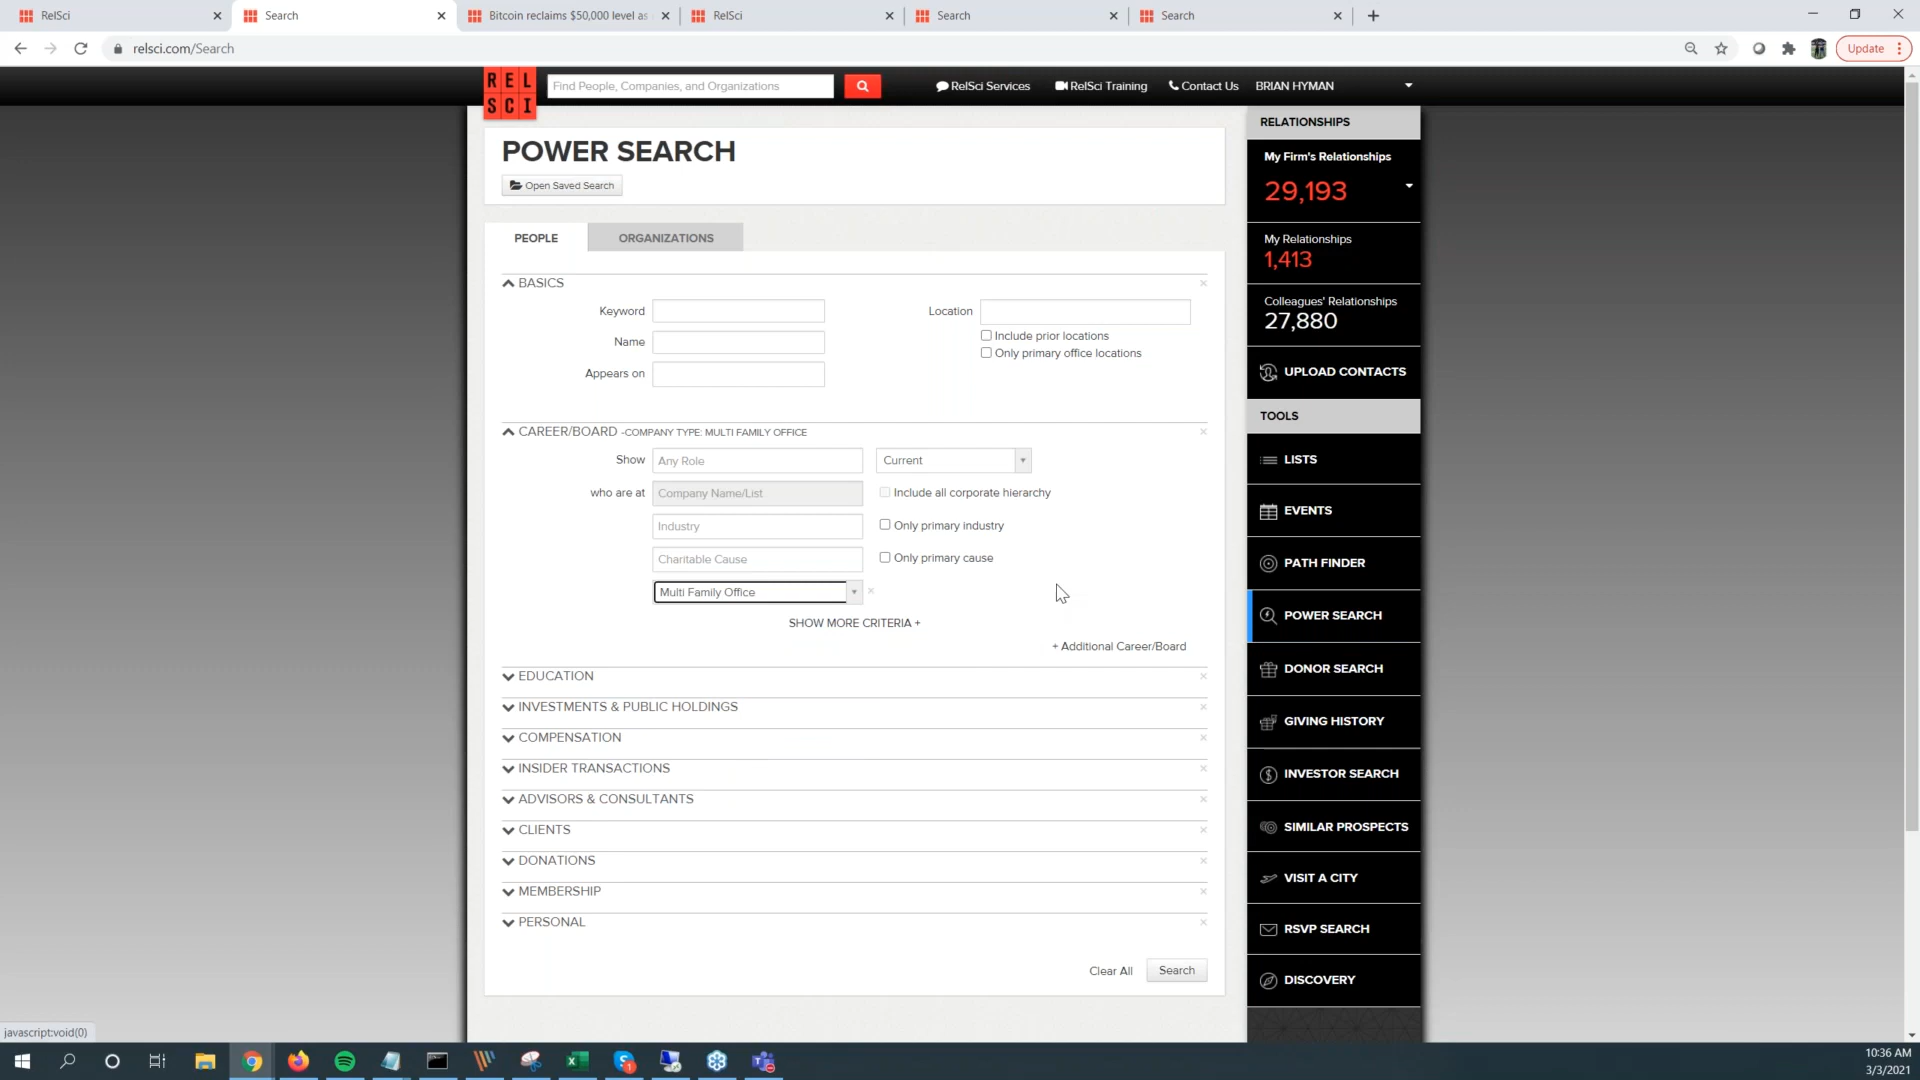 RelSci
Search
Bitcoin reclaims $50,000 level as
RelSci
Search
Search
relsci.com/Search
Update
REL
SCI
Find People, Companies, and Organizations
RelSci Services
RelSci Training
Contact Us
BRIAN HYMAN
POWER SEARCH
Open Saved Search
PEOPLE
ORGANIZATIONS
BASICS
Keyword
Name
Appears on
Location
Include prior locations
Only primary office locations
CAREER/BOARD -COMPANY TYPE: MULTI FAMILY OFFICE
Show Any Role Current
who are at Company Name/List Include all corporate hierarchy
Industry Only primary industry
Charitable Cause Only primary cause
Multi Family Office
SHOW MORE CRITERIA +
+ Additional Career/Board
EDUCATION
INVESTMENTS & PUBLIC HOLDINGS
COMPENSATION
INSIDER TRANSACTIONS
ADVISORS & CONSULTANTS
CLIENTS
DONATIONS
MEMBERSHIP
PERSONAL
Clear All
Search
RELATIONSHIPS
My Firm's Relationships
29,193
My Relationships
1,413
Colleagues' Relationships
27,880
UPLOAD CONTACTS
TOOLS
LISTS
EVENTS
PATH FINDER
POWER SEARCH
DONOR SEARCH
GIVING HISTORY
INVESTOR SEARCH
SIMILAR PROSPECTS
VISIT A CITY
RSVP SEARCH
DISCOVERY
javascript:void(0)
10:36 AM
3/3/2021